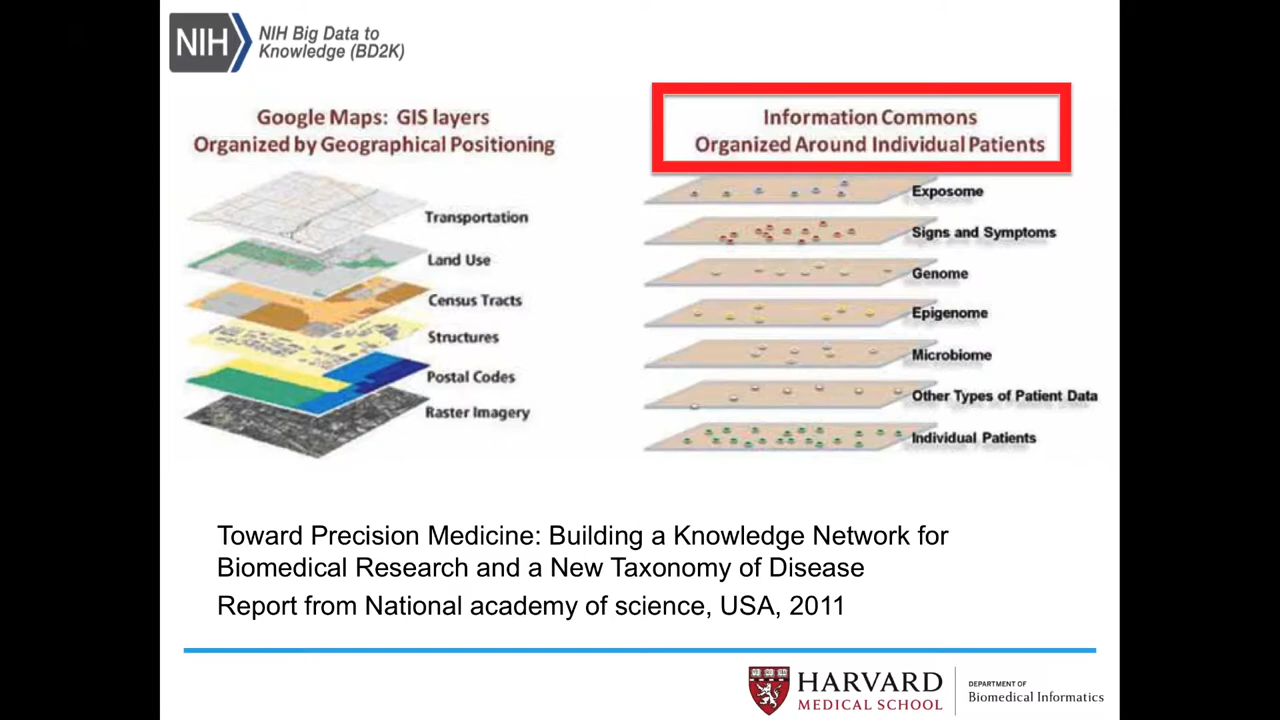 NIH
NIH Big Data to
Knowledge (BD2K)
Google Maps: GIS layers
Organized by Geographical Positioning
Transportation
Land Use
Census Tracts
Structures
Postal Codes
Raster Imagery
Information Commons
Organized Around Individual Patients
Exposome
Signs and Symptoms
Genome
Epigenome
Microbiome
Other Types of Patient Data
Individual Patients
Toward Precision Medicine: Building a Knowledge Network for
Biomedical Research and a New Taxonomy of Disease
Report from National academy of science, USA, 2011
HARVARD
MEDICAL SCHOOL
DEPARTMENT OF
Biomedical Informatics